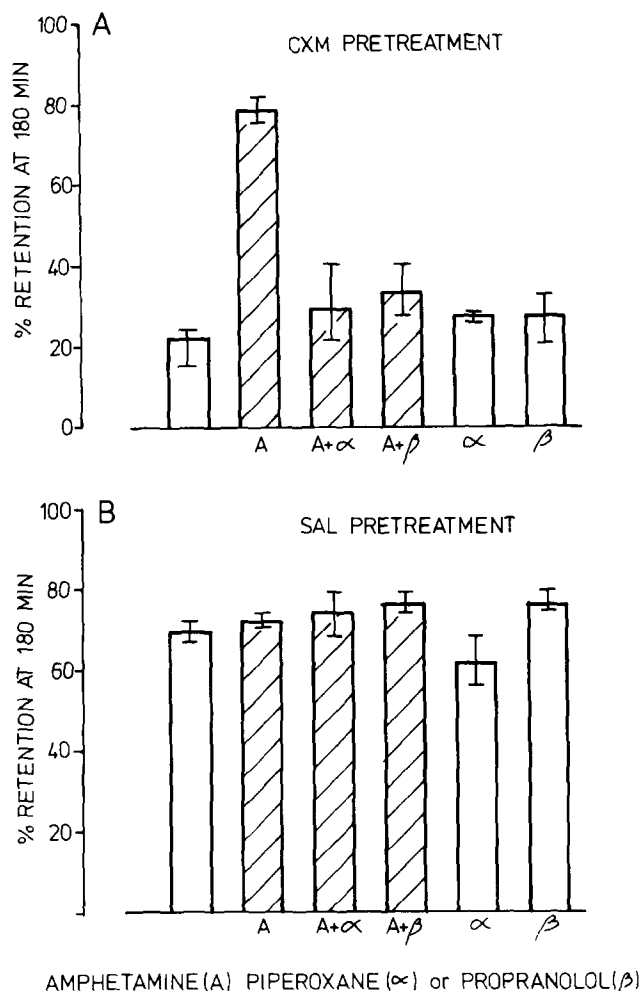 A
CXM PRETREATMENT
% RETENTION AT 180 MIN
100
80
60
40
20
0
A A+α A+β α β
B
SAL PRETREATMENT
% RETENTION AT 180 MIN
100
80
60
40
20
A A+α A+β α β
AMPHETAMINE(A) PIPEROXANE(α) or PROPRANOLOL(β)